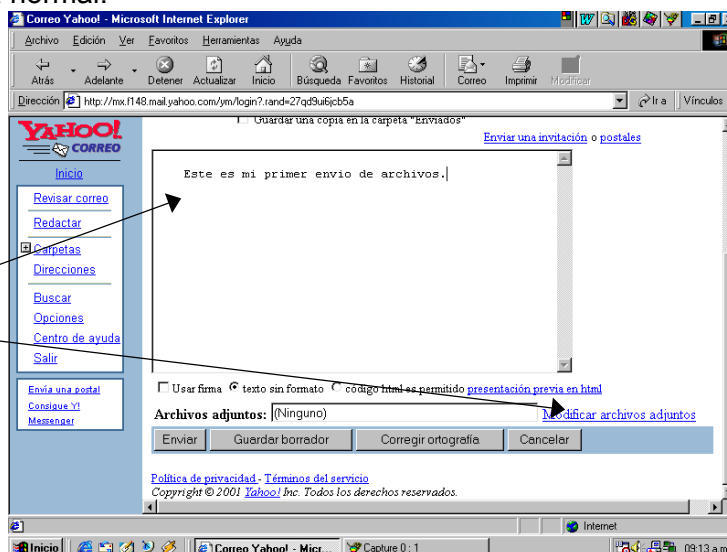 normal.
Correo Yahoo! - Microsoft Internet Explorer
Archivo Edición Ver Favoritos Herramientas Ayuda
Atrás Adelante Detener Actualizar Inicio Búsqueda Favoritos Historial Correo Imprimir Modificar
Dirección http://mx.f148.mail.yahoo.com/ym/login?.rand=27qd9ui6jcb5a Ir a Vínculos
YAHOO! CORREO
Guardar una copia en la carpeta "Enviados"
Enviar una invitación o postales
Inicio
Revisar correo
Redactar
Carpetas
Direcciones
Buscar
Opciones
Centro de ayuda
Salir
Envía una postal
Consigue Y!
Messenger
Este es mi primer envio de archivos.
Usar firma texto sin formato código html es permitido presentación previa en html
Archivos adjuntos: (Ninguno) Modificar archivos adjuntos
Enviar Guardar borrador Corregir ortografía Cancelar
Política de privacidad - Términos del servicio
Copyright © 2001 Yahoo! Inc. Todos los derechos reservados.
Internet
Inicio Correo Yahoo! - Micr... Capture 0 : 1 09:13 a.m.